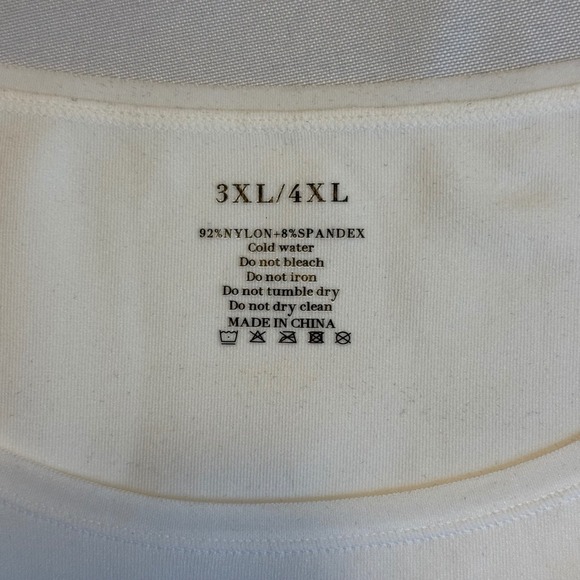 3XL/4XL
92%NYLON+8%SPANDEX
Cold water
Do not bleach
Do not iron
Do not tumble dry
Do not dry clean
MADE IN CHINA